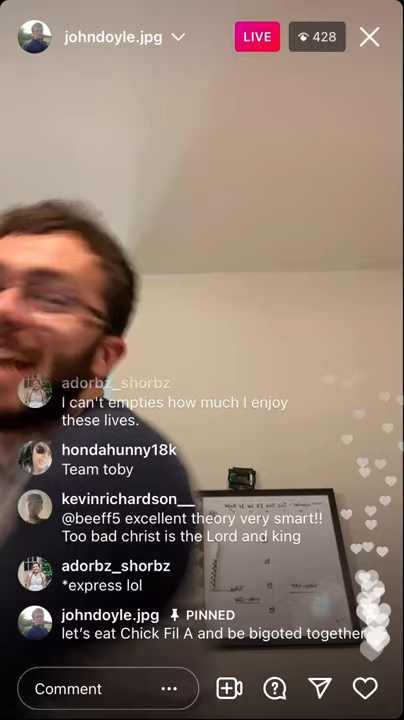 johndoyle.jpg
LIVE
428
adorbz_shorbz
I can't empties how much I enjoy
these lives.
hondahunny18k
Team toby
kevinrichardson__
@beeff5 excellent theory very smart!!
Too bad christ is the Lord and king
adorbz_shorbz
*express lol
johndoyle.jpg PINNED
let's eat Chick Fil A and be bigoted together
Comment